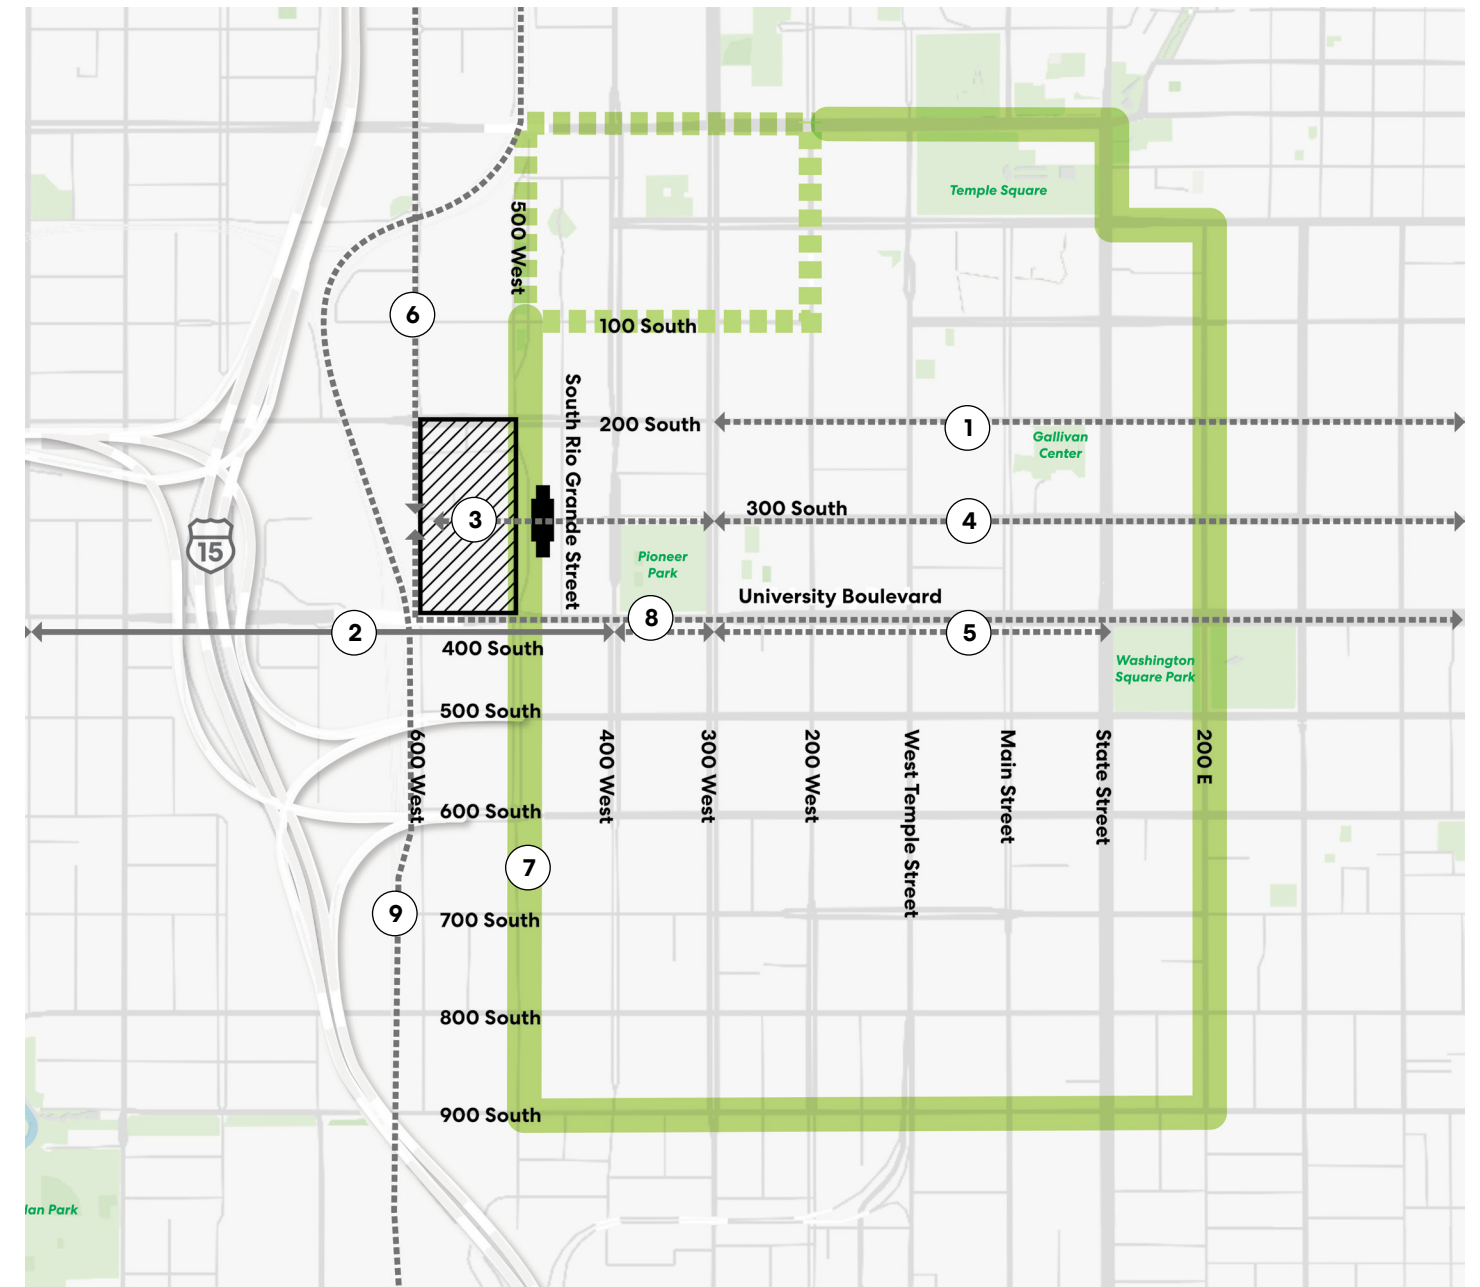 Temple Square
500 West
6
100 South
South Rio Grande Street
200 South
1
Gallivan
Center
300 South
3
4
15
Pioneer
Park
University Boulevard
8
2
5
400 South
Washington
Square Park
500 South
600 West
400 West
300 West
200 West
West Temple Street
Main Street
State Street
200 E
600 South
7
9
700 South
800 South
900 South
lan Park